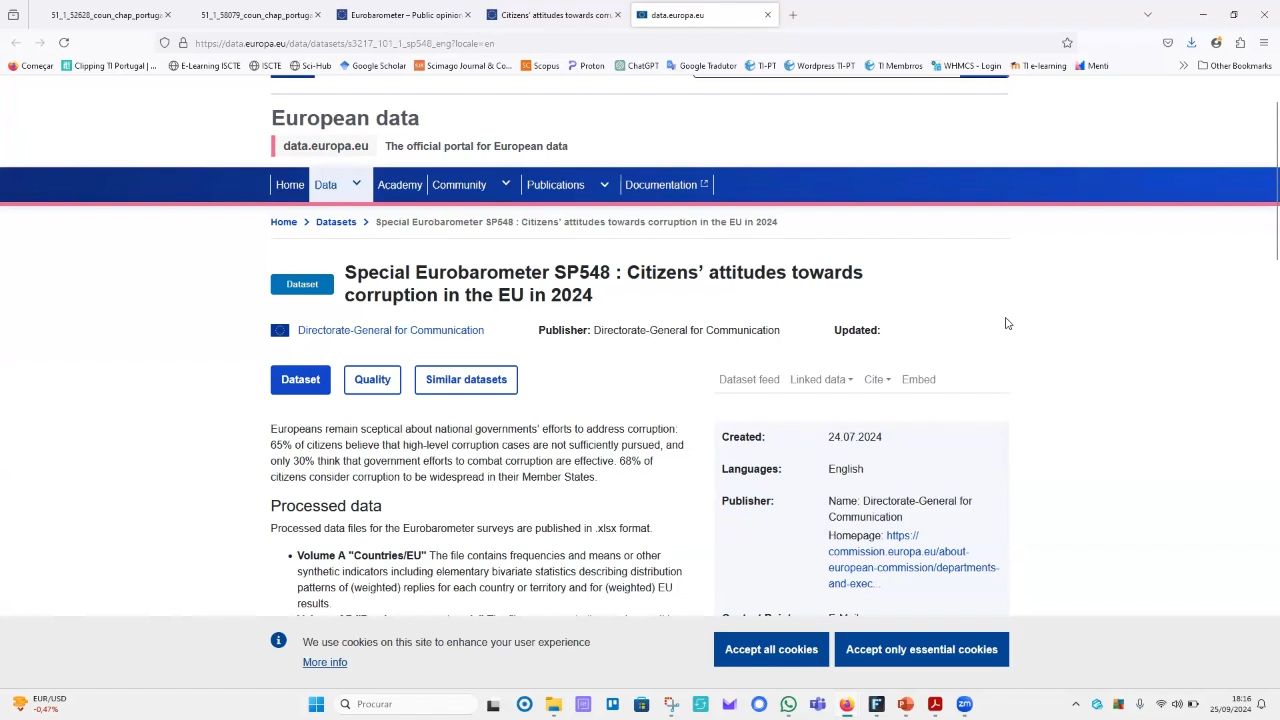 51_1_52628_coun_chap_portuga
51_1_58079_coun_chap_portuga
Eurobarometer – Public opinion
Citizens' attitudes towards corru
data.europa.eu
https://data.europa.eu/data/datasets/s3217_101_1_sp548_eng?locale=en
Começar
Clipping TI Portugal | ...
E-Learning ISCTE
ISCTE
Sci-Hub
Google Scholar
Scimago Journal & Co...
Scopus
Proton
ChatGPT
Google Tradutor
TI-PT
Wordpress TI-PT
TI Membrros
WHMCS - Login
TI e-learning
Menti
Other Bookmarks
European data
data.europa.eu The official portal for European data
Home Data Academy Community Publications Documentation
Home > Datasets > Special Eurobarometer SP548 : Citizens' attitudes towards corruption in the EU in 2024
Dataset
Special Eurobarometer SP548 : Citizens’ attitudes towards
corruption in the EU in 2024
Directorate-General for Communication
Publisher: Directorate-General for Communication
Updated:
Dataset Quality Similar datasets
Dataset feed Linked data Cite Embed
Europeans remain sceptical about national governments' efforts to address corruption:
65% of citizens believe that high-level corruption cases are not sufficiently pursued, and
only 30% think that government efforts to combat corruption are effective. 68% of
citizens consider corruption to be widespread in their Member States.
Processed data
Processed data files for the Eurobarometer surveys are published in .xlsx format.
• Volume A "Countries/EU" The file contains frequencies and means or other
synthetic indicators including elementary bivariate statistics describing distribution
patterns of (weighted) replies for each country or territory and for (weighted) EU
results.
Created: 24.07.2024
Languages: English
Publisher: Name: Directorate-General for
Communication
Homepage: https://
commission.europa.eu/about-
european-commission/departments-
and-exec...
We use cookies on this site to enhance your user experience
More info
Accept all cookies
Accept only essential cookies
EUR/USD
-0,47%
Procurar
18:16
25/09/2024